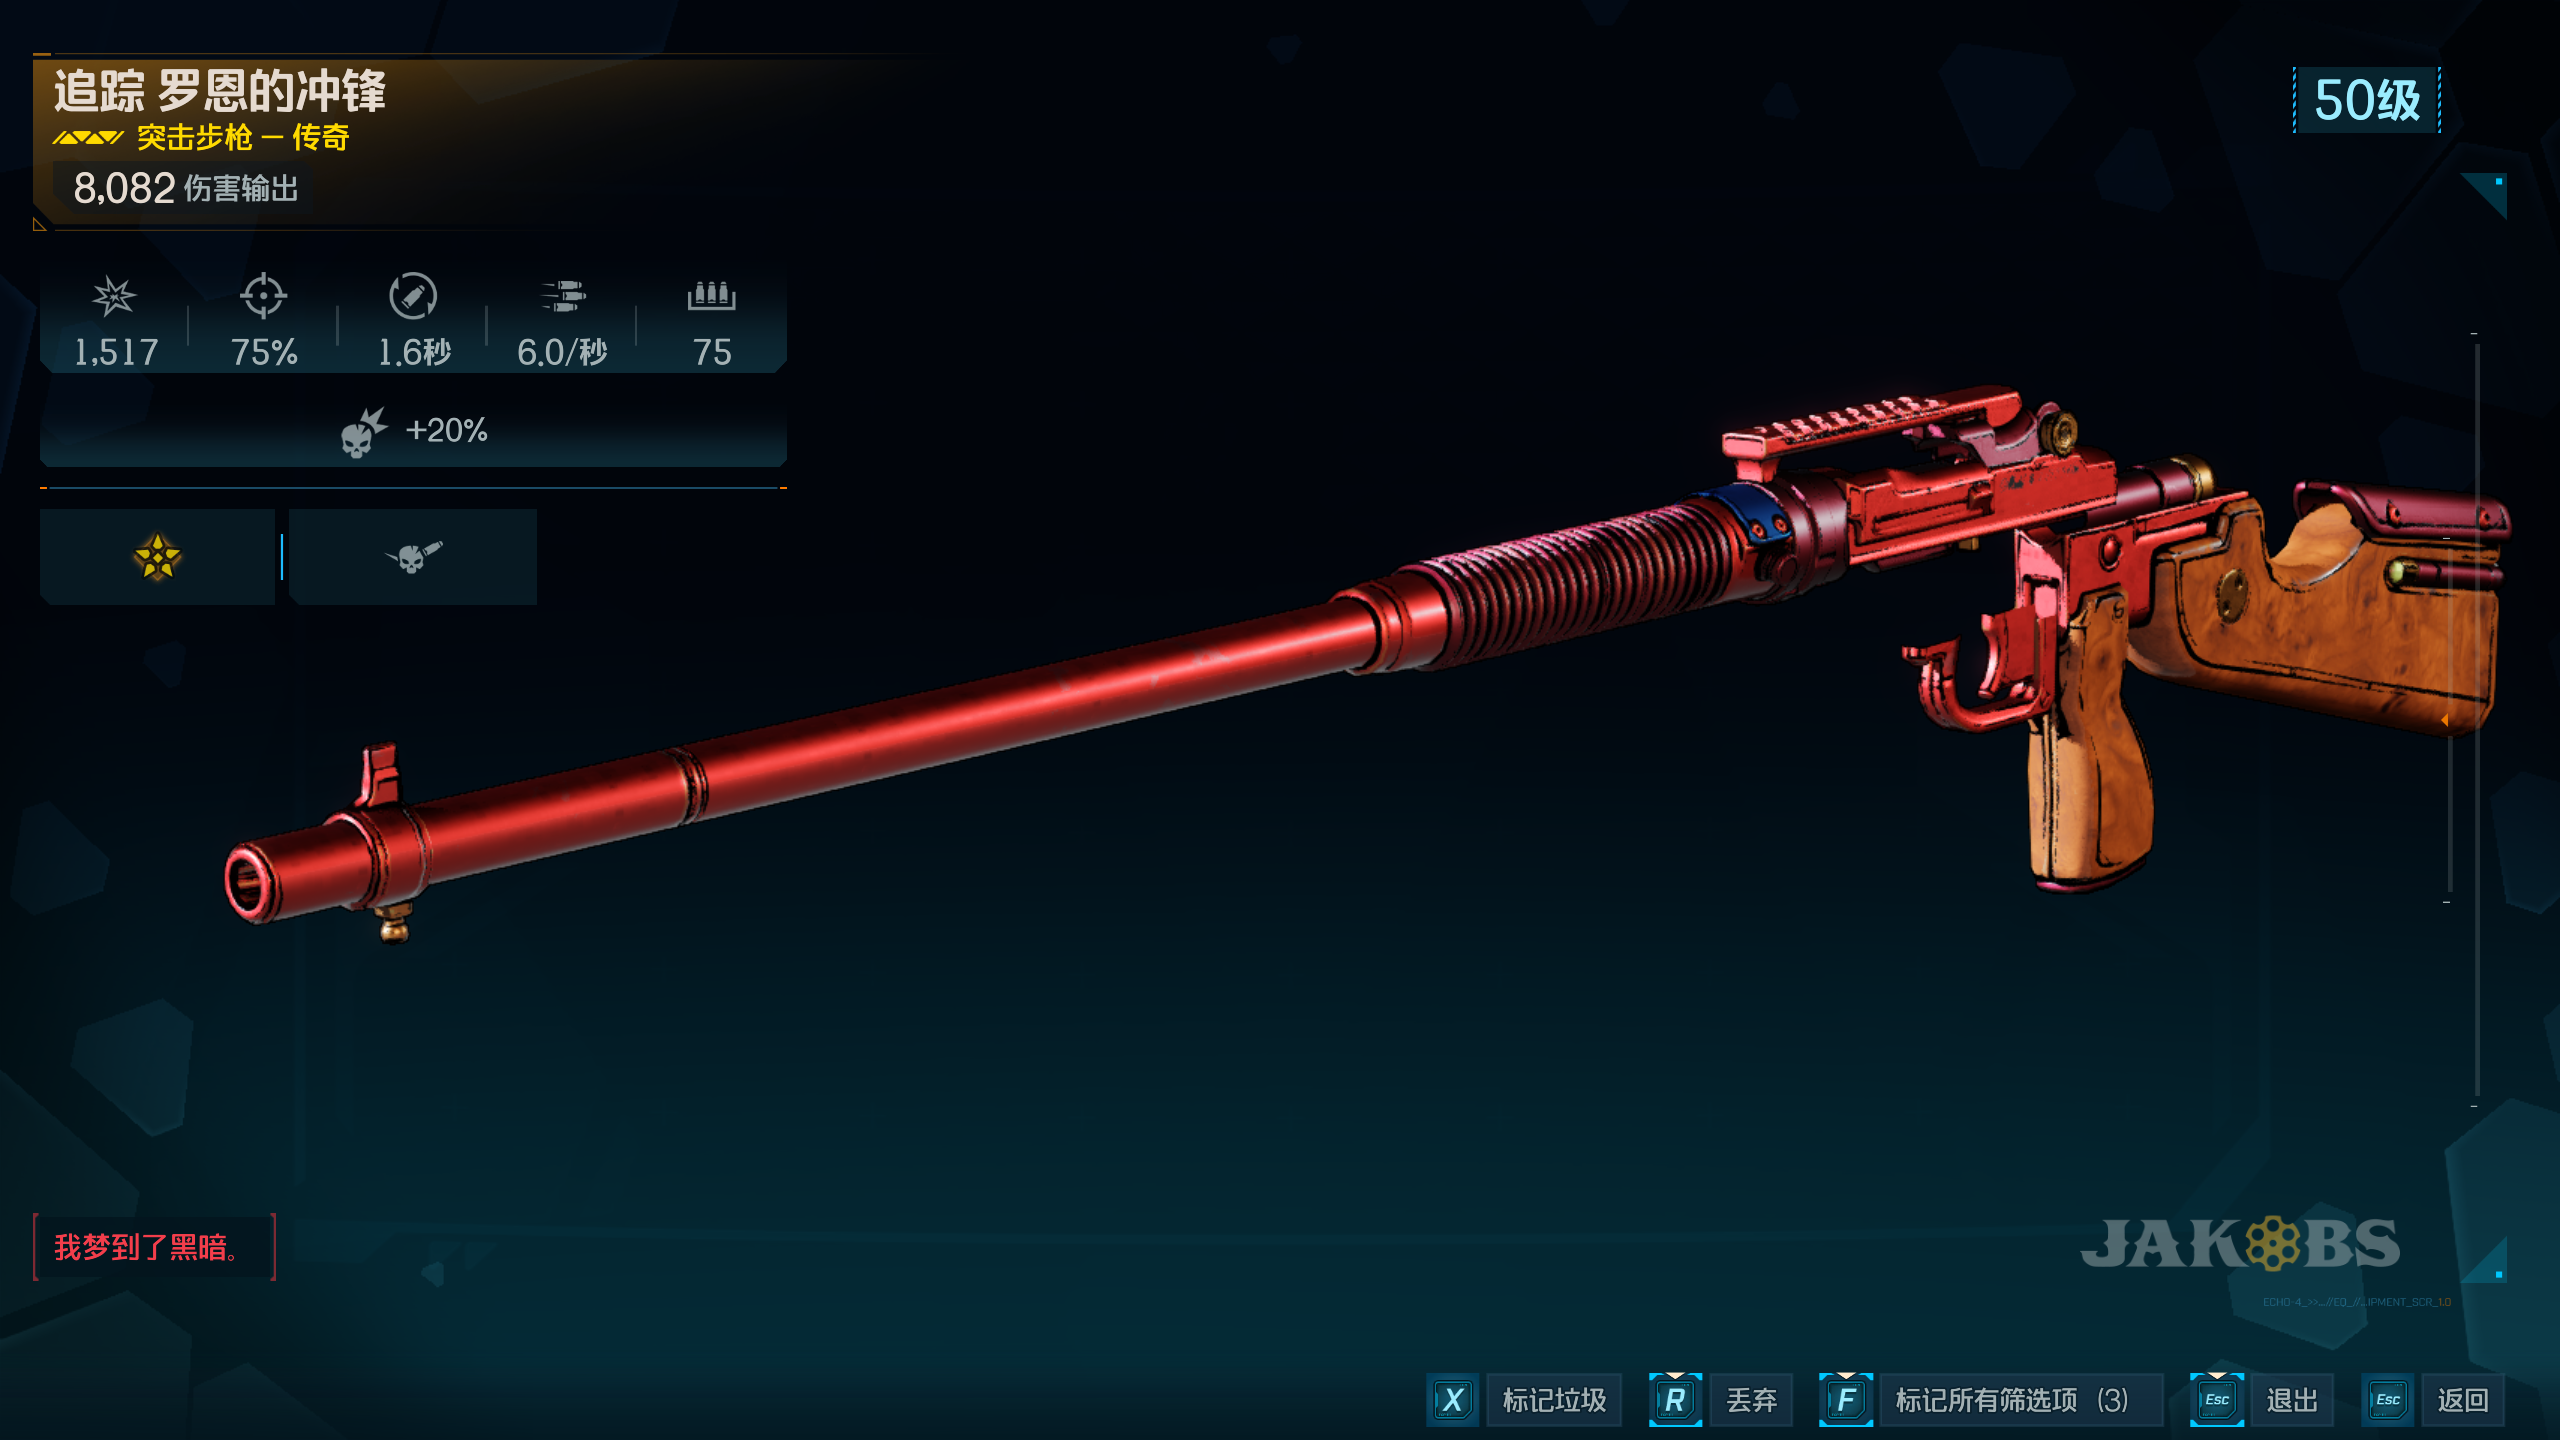 追踪 罗恩的冲锋
突击步枪 — 传奇
8,082 伤害输出
50级
1,517
75%
1.6秒
6.0/秒
75
+20%
我梦到了黑暗。
JAKOBS
X 标记垃圾
R 丢弃
F 标记所有筛选项 (3)
Esc 退出
Esc 返回